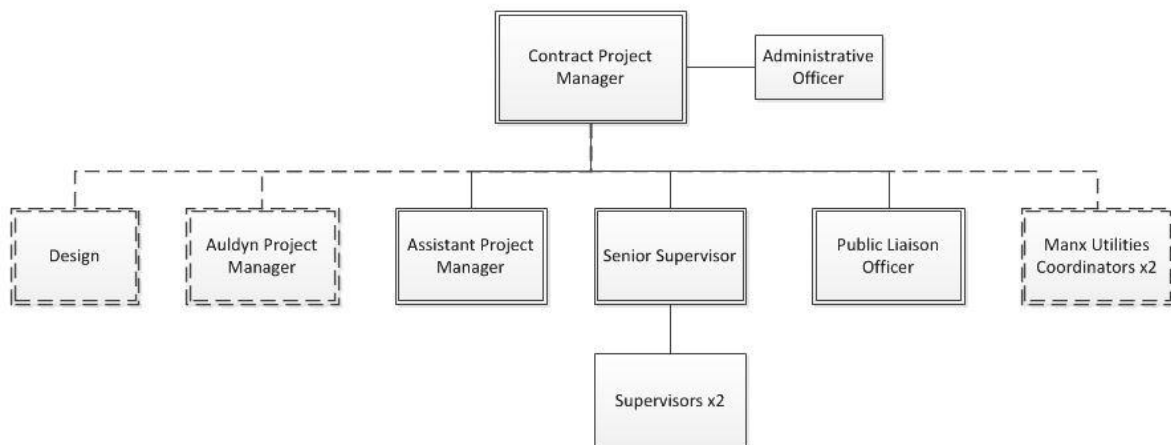 Contract Project
Manager
Administrative
Officer
Design
Auldyn Project
Manager
Assistant Project
Manager
Senior Supervisor
Public Liaison
Officer
Manx Utilities
Coordinators x2
Supervisors x2